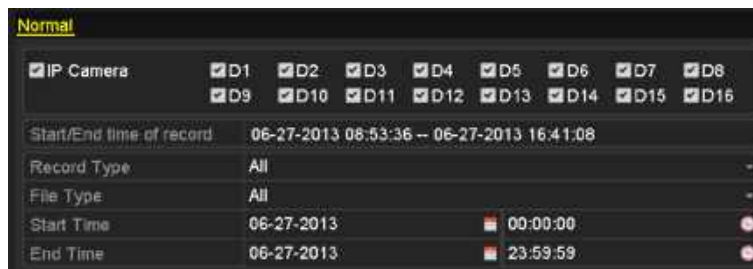 Normal
IP Camera D1 D2 D3 D4 D5 D6 D7 D8
D9 D10 D11 D12 D13 D14 D15 D16
Start/End time of record 06-27-2013 08:53:36 -- 06-27-2013 16:41:08
Record Type All
File Type All
Start Time 06-27-2013 00:00:00
End Time 06-27-2013 23:59:59